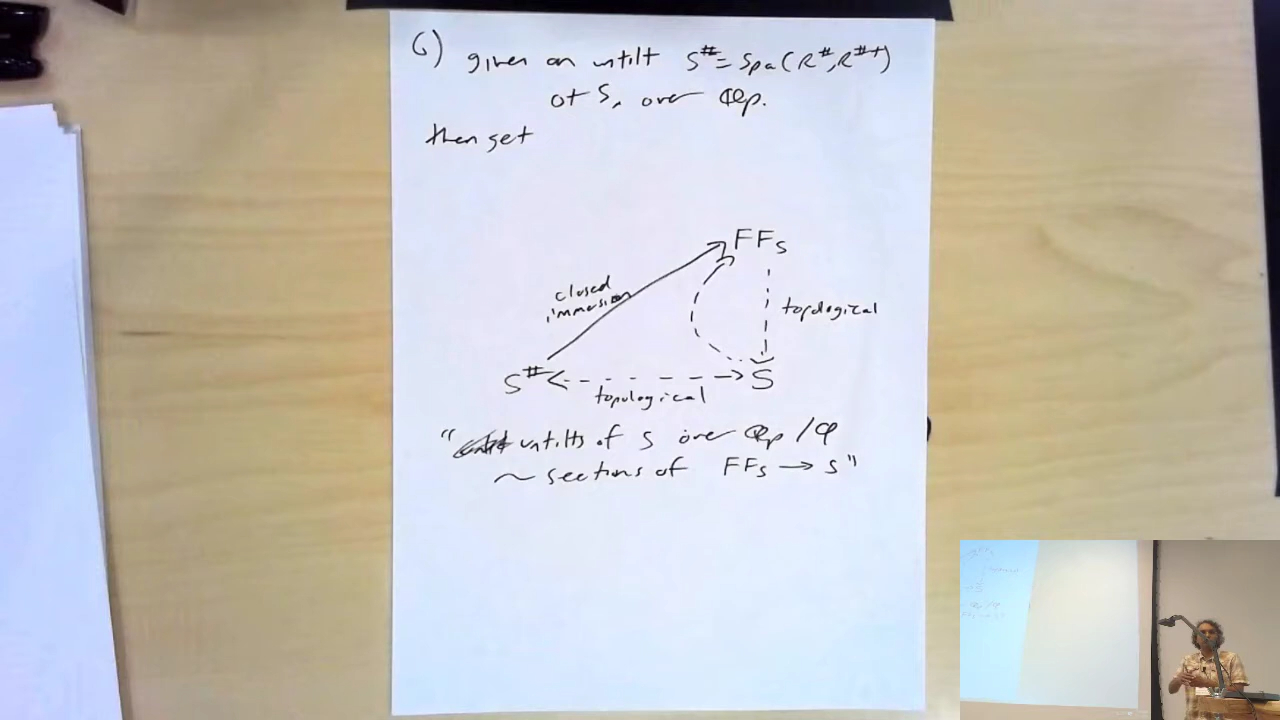 6) given an untilt S^# = Spa(R^#, R^#+)
of S, over Qp.
then get
FF_S
closed immersion
topological
S^#
S
topological
" untilts of S over Qp / φ
~ sections of FF_S → S"